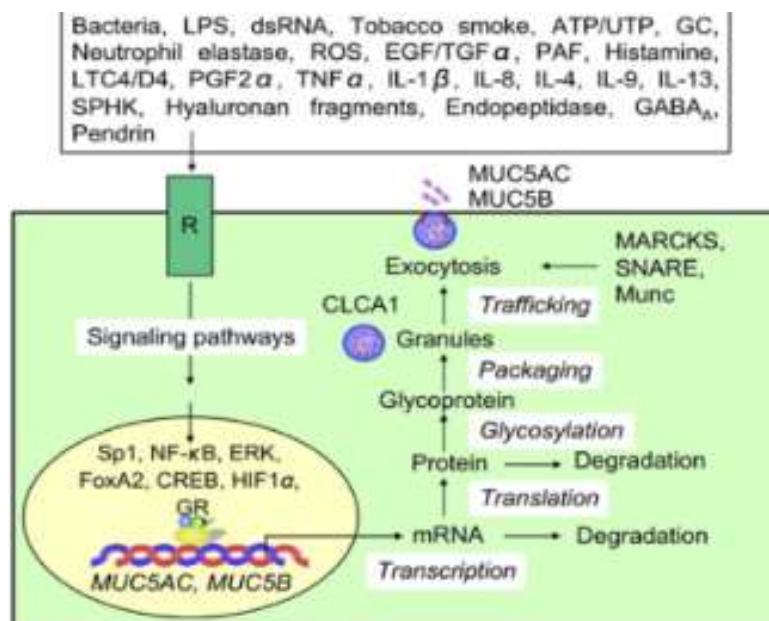 Bacteria, LPS, dsRNA, Tobacco smoke, ATP/UTP, GC,
Neutrophil elastase, ROS, EGF/TGFα, PAF, Histamine,
LTC4/D4, PGF2α, TNFα, IL-1β, IL-8, IL-4, IL-9, IL-13,
SPHK, Hyaluronan fragments, Endopeptidase, GABAA,
Pendrin
MUC5AC
MUC5B
R
MARCKS,
SNARE,
Munc
Exocytosis
Trafficking
CLCA1
Granules
Signaling pathways
Packaging
Glycoprotein
Glycosylation
Sp1, NF-κB, ERK,
FoxA2, CREB, HIF1α,
GR
Protein
Degradation
Translation
mRNA
Degradation
Transcription
MUC5AC, MUC5B